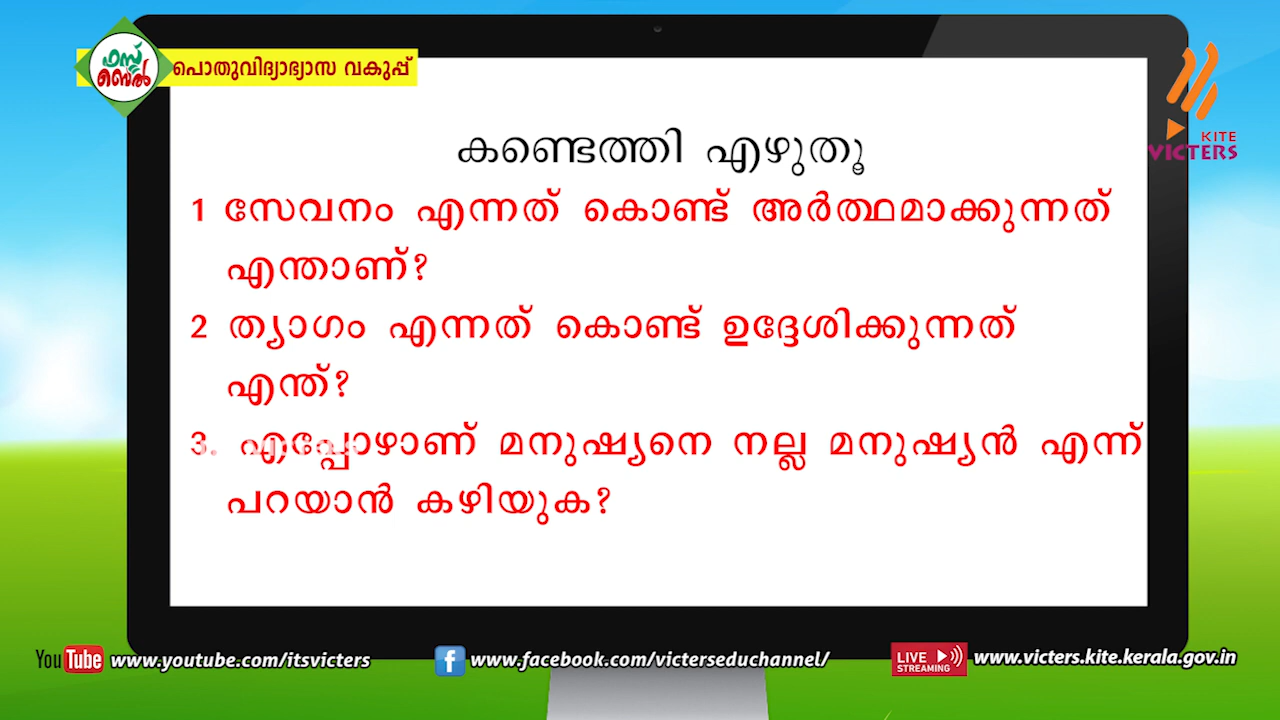 ഫസ്റ്റ്
ബെൽ
പൊതുവിദ്യാഭ്യാസ വകുപ്പ്
KITE
VICTERS
കണ്ടെത്തി എഴുതൂ
1 സേവനം എന്നത് കൊണ്ട് അർത്ഥമാക്കുന്നത്
എന്താണ്?
2 ത്യാഗം എന്നത് കൊണ്ട് ഉദ്ദേശിക്കുന്നത്
എന്ത്?
3 എപ്പോഴാണ് മനുഷ്യനെ നല്ല മനുഷ്യൻ എന്ന്
പറയാൻ കഴിയുക?
YouTube www.youtube.com/itsvicters
f www.facebook.com/victerseduchannel/
LIVE STREAMING www.victers.kite.kerala.gov.in